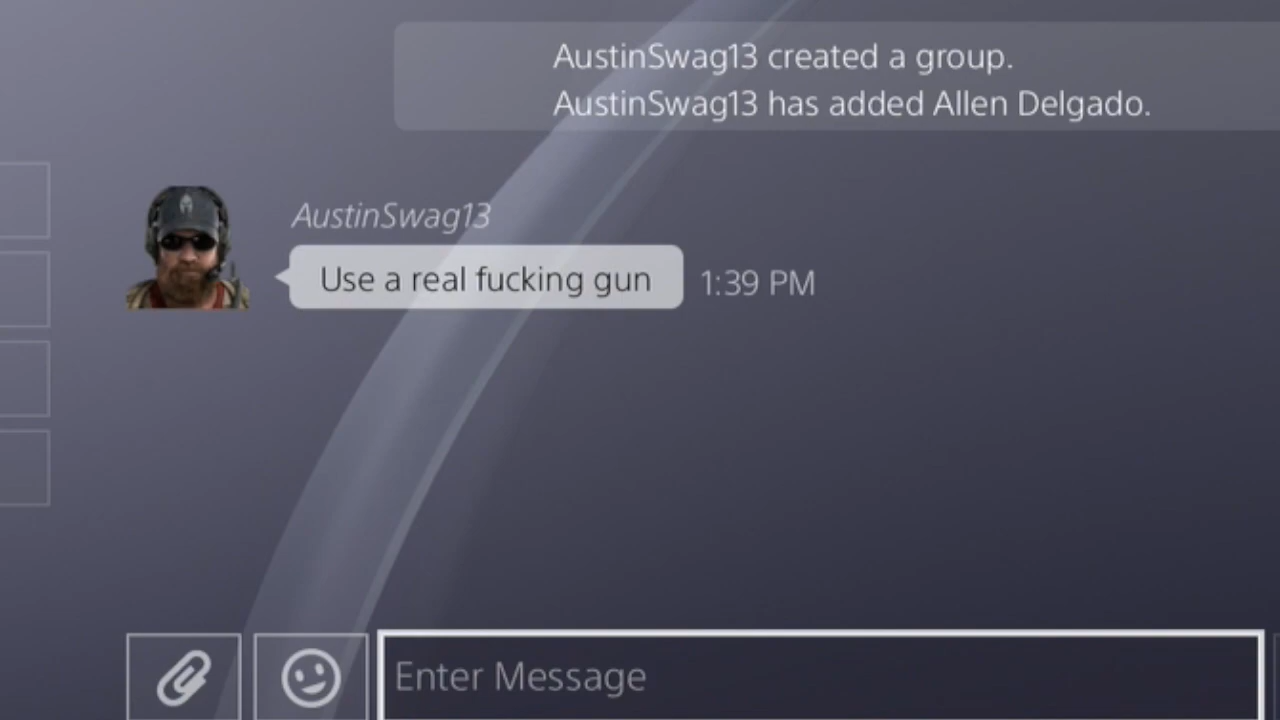 AustinSwag13 created a group.
AustinSwag13 has added Allen Delgado.
AustinSwag13
Use a real fucking gun
1:39 PM
Enter Message